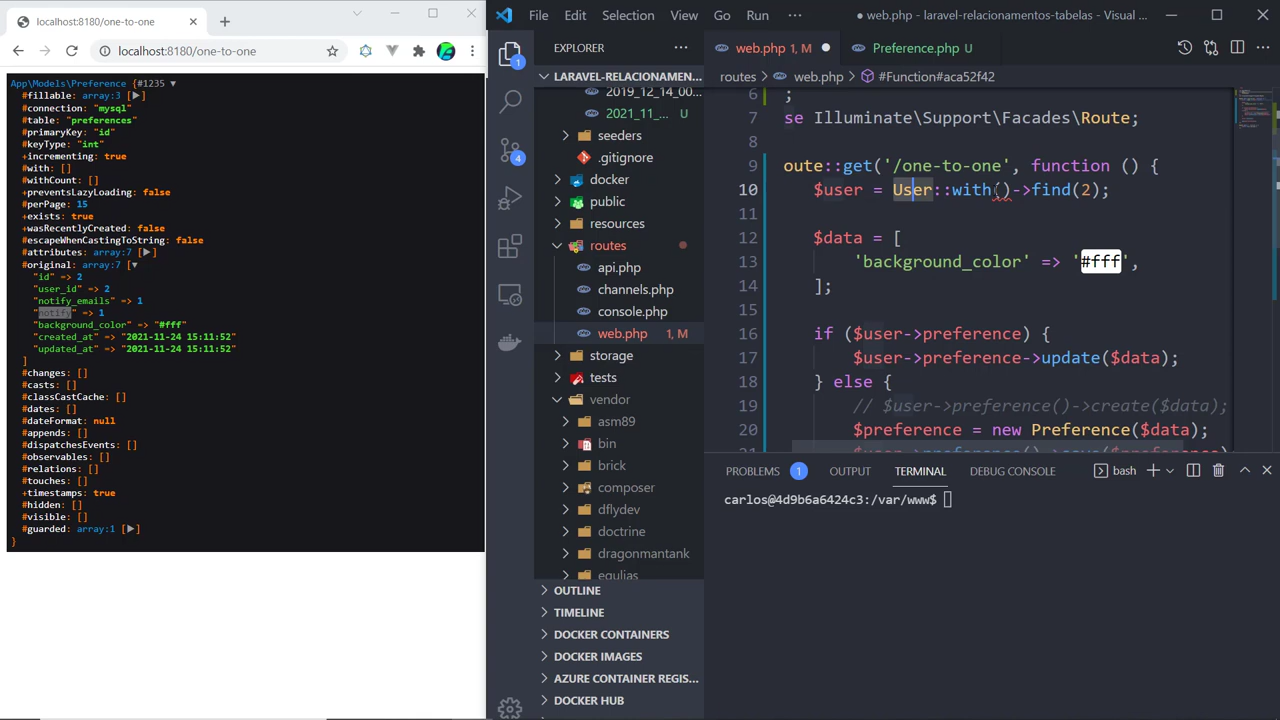 localhost:8180/one-to-one
localhost:8180/one-to-one
App\Models\Preference {#1235 ▼
#fillable: array:3 [▶]
#connection: "mysql"
#table: "preferences"
#primaryKey: "id"
#keyType: "int"
+incrementing: true
#with: []
#withCount: []
+preventsLazyLoading: false
#perPage: 15
+exists: true
+wasRecentlyCreated: false
#escapeWhenCastingToString: false
#attributes: array:7 [▶]
#original: array:7 [▼
"id" => 2
"user_id" => 2
"notify_emails" => 1
"notify" => 1
"background_color" => "#fff"
"created_at" => "2021-11-24 15:11:52"
"updated_at" => "2021-11-24 15:11:52"
]
#changes: []
#casts: []
#classCastCache: []
#dates: []
#dateFormat: null
#appends: []
#dispatchesEvents: []
#observables: []
#relations: []
#touches: []
+timestamps: true
#hidden: []
#visible: []
#guarded: array:1 [▶]
}
File Edit Selection View Go Run ··· ● web.php - laravel-relacionamentos-tabelas - Visual ...
EXPLORER ···
LARAVEL-RELACIONAMEN...
2019_12_14_00...
2021_11_... U
seeders
.gitignore
docker
public
resources
routes
api.php
channels.php
console.php
web.php 1, M
storage
tests
vendor
asm89
bin
brick
composer
dflydev
doctrine
dragonmantank
egulias
OUTLINE
TIMELINE
DOCKER CONTAINERS
DOCKER IMAGES
AZURE CONTAINER REGIS...
DOCKER HUB
1
4
web.php 1, M ●
Preference.php U
routes > web.php > #Function#aca52f42
6 ;
7 se Illuminate\Support\Facades\Route;
8
9 oute::get('/one-to-one', function () {
10 $user = User::with()->find(2);
11
12 $data = [
13 'background_color' => '#fff',
14 ];
15
16 if ($user->preference) {
17 $user->preference->update($data);
18 } else {
19 // $user->preference()->create($data);
20 $preference = new Preference($data);
21 $user->preference()->save($preference)
PROBLEMS 1 OUTPUT TERMINAL DEBUG CONSOLE
bash
carlos@4d9b6a6424c3:/var/www$